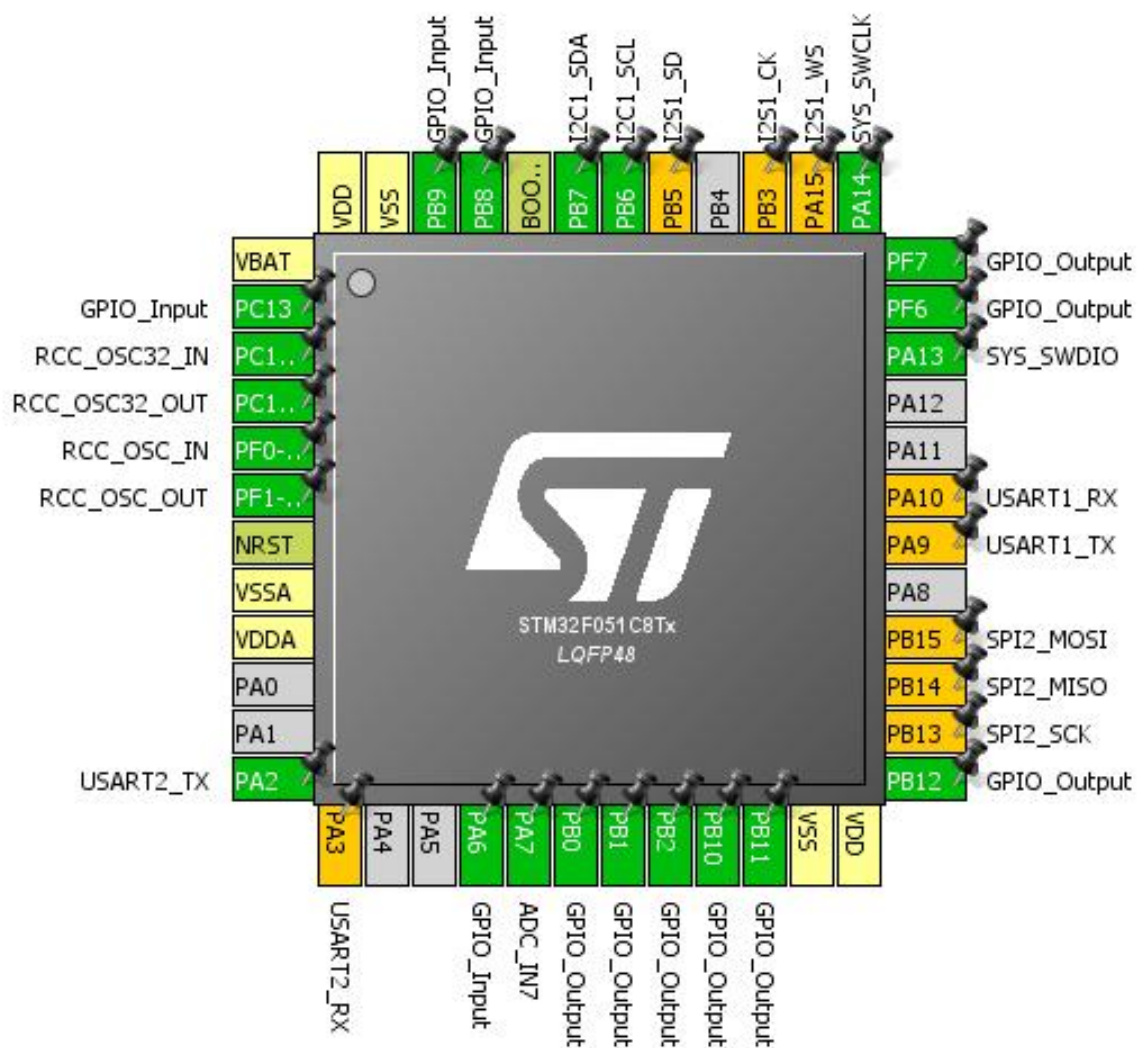 GPIO_Input
GPIO_Input
I2C1_SDA
I2C1_SCL
I2S1_SD
I2S1_CK
I2S1_WS
SYS_SWCLK
VDD
VSS
PB9
PB8
BOO..
PB7
PB6
PB5
PB4
PB3
PA15
PA14
VBAT
GPIO_Input PC13
RCC_OSC32_IN PC1..
RCC_OSC32_OUT PC1..
RCC_OSC_IN PF0-..
RCC_OSC_OUT PF1-..
NRST
VSSA
VDDA
PA0
PA1
USART2_TX PA2
STM32F051C8Tx
LQFP48
PF7 GPIO_Output
PF6 GPIO_Output
PA13 SYS_SWDIO
PA12
PA11
PA10 USART1_RX
PA9 USART1_TX
PA8
PB15 SPI2_MOSI
PB14 SPI2_MISO
PB13 SPI2_SCK
PB12 GPIO_Output
PA3
PA4
PA5
PA6
PA7
PB0
PB1
PB2
PB10
PB11
VSS
VDD
USART2_RX
GPIO_Input
ADC_IN7
GPIO_Output
GPIO_Output
GPIO_Output
GPIO_Output
GPIO_Output